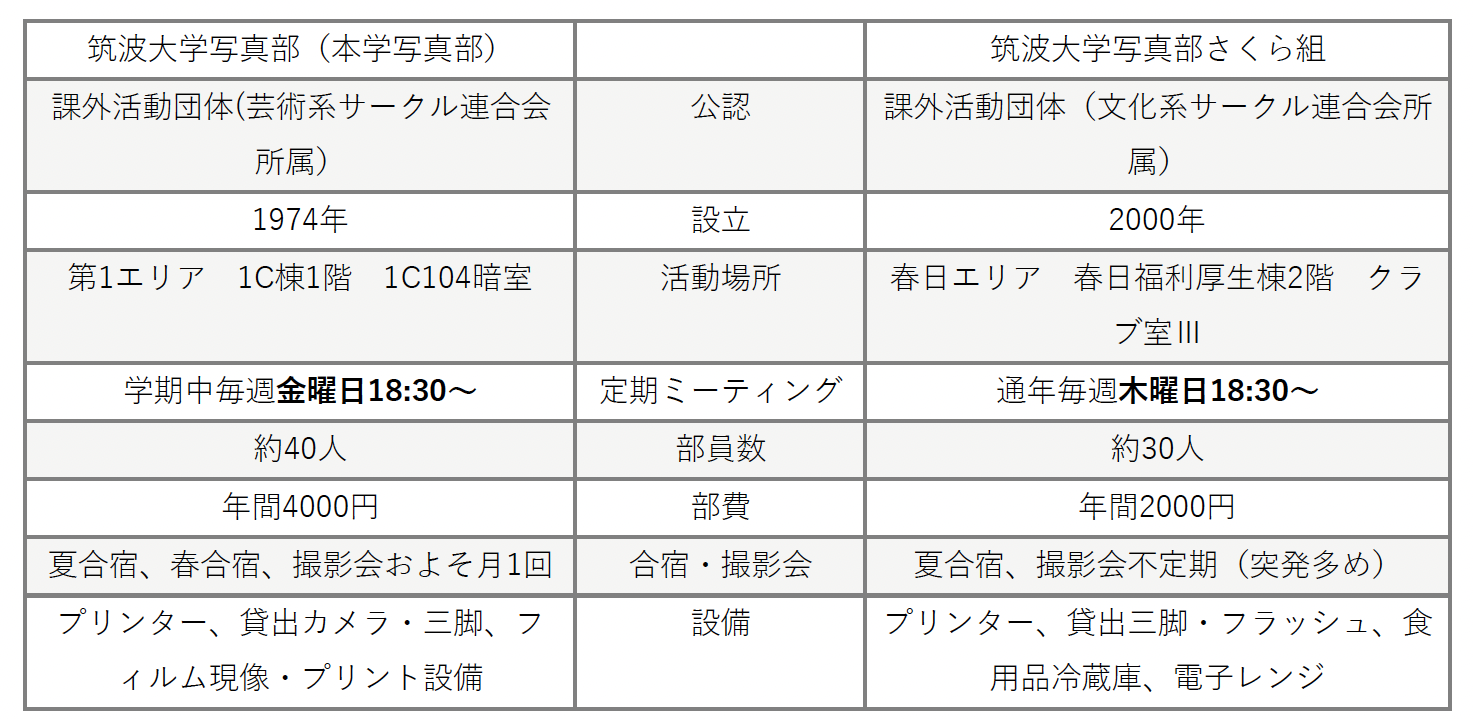 筑波大学写真部（本学写真部）
筑波大学写真部さくら組
課外活動団体(芸術系サークル連合会
所属）
公認
課外活動団体（文化系サークル連合会所
属）
1974年
設立
2000年
第1エリア　1C棟1階　1C104暗室
活動場所
春日エリア　春日福利厚生棟2階　クラ
ブ室Ⅲ
学期中毎週金曜日18:30～
定期ミーティング
通年毎週木曜日18:30～
約40人
部員数
約30人
年間4000円
部費
年間2000円
夏合宿、春合宿、撮影会およそ月1回
合宿・撮影会
夏合宿、撮影会不定期（突発多め）
プリンター、貸出カメラ・三脚、フ
ィルム現像・プリント設備
設備
プリンター、貸出三脚・フラッシュ、食
用品冷蔵庫、電子レンジ